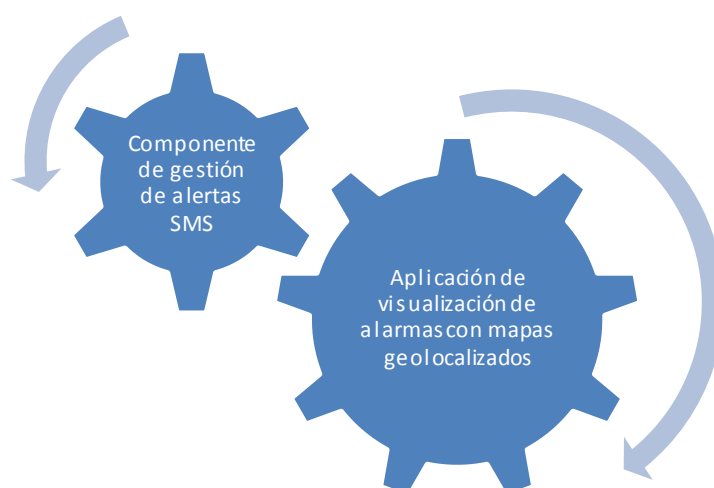 Componente
de gestión
de alertas
SMS
Aplicación de
visualización de
alarmas con mapas
geolocalizados